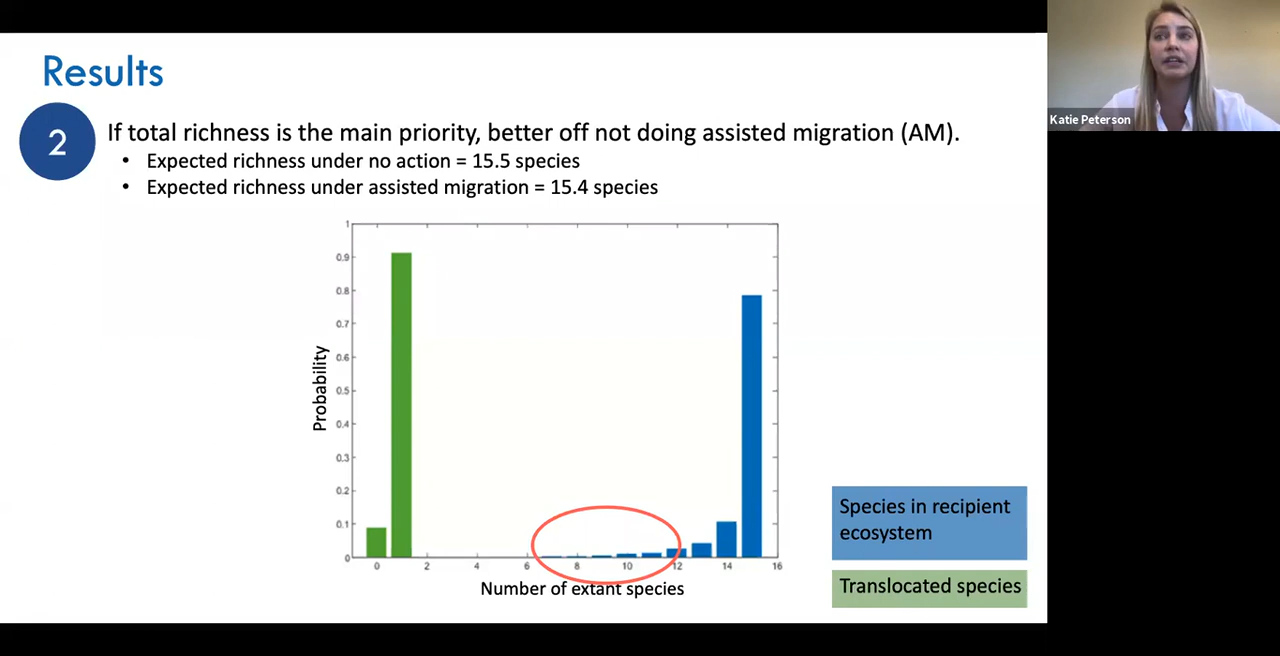 Results
2
If total richness is the main priority, better off not doing assisted migration (AM).
• Expected richness under no action = 15.5 species
• Expected richness under assisted migration = 15.4 species
1
0.9
0.8
0.7
0.6
0.5
0.4
0.3
0.2
0.1
0
Probability
0 2 4 6 8 10 12 14 16
Number of extant species
Species in recipient
ecosystem
Translocated species
Katie Peterson